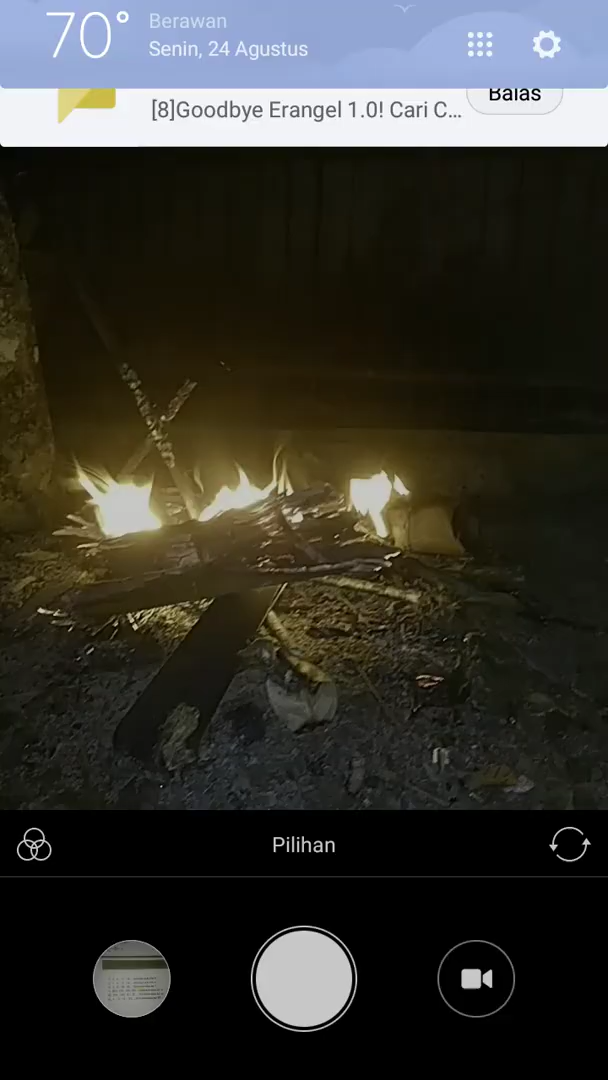 70°
Berawan
Senin, 24 Agustus
[8]Goodbye Erangel 1.0! Cari C...
Balas
Pilihan